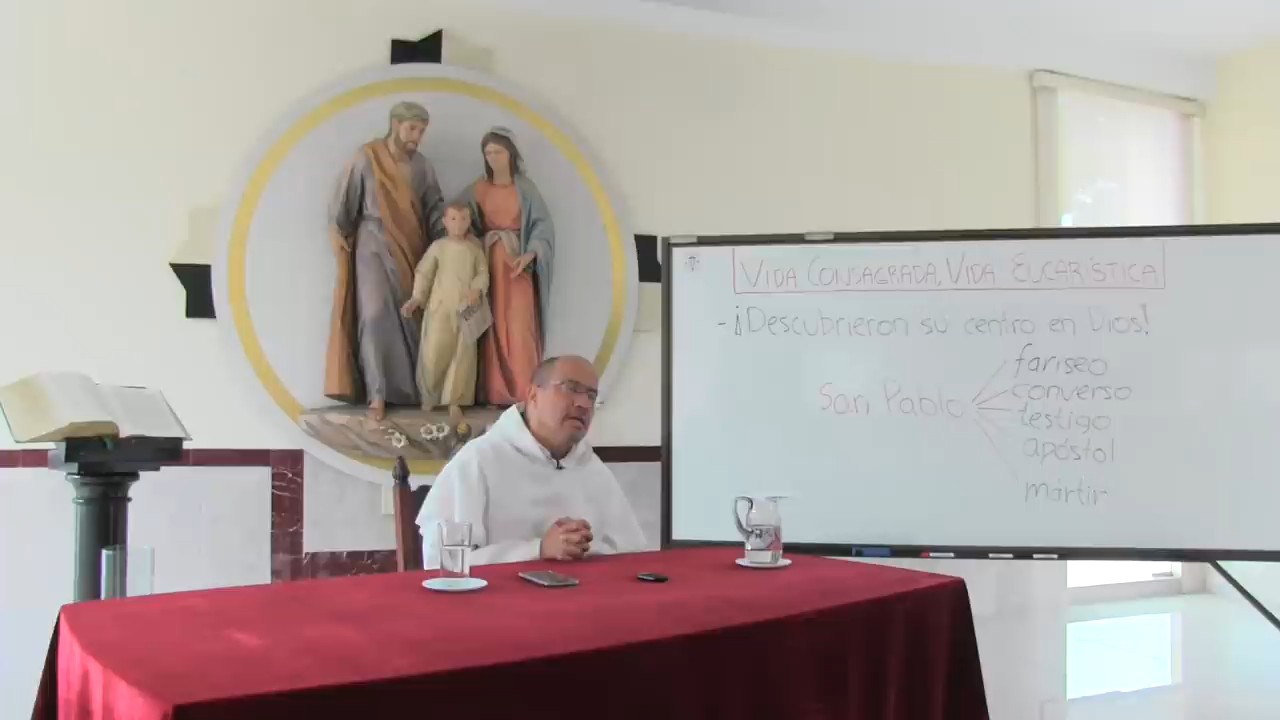 VIDA CONSAGRADA, VIDA EUCARÍSTICA
- ¡Descubrieron su centro en Dios!
San Pablo
fariseo
converso
testigo
apóstol
mártir